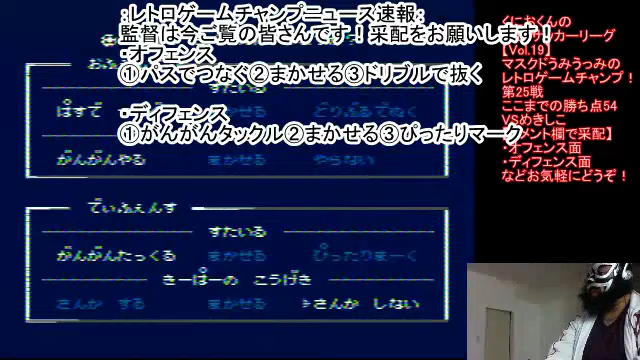 :レトロゲームチャンプニュース速報:
監督は今ご覧の皆さんです！采配をお願いします！
・オフェンス
①パスでつなぐ②まかせる③ドリブルで抜く
・ディフェンス
①がんがんタックル②まかせる③ぴったりマーク
すたいる
がんがんやる まかせる やらない
でぃふぇんす
すたいる
がんがんたっくる まかせる ぴったりまーく
きーぱーの こうげき
さんか する まかせる さんか しない
くにおくんの
サッカーリーグ
【Vol.19】
マスクドうみうっみの
レトロゲームチャンプ！
第25戦
ここまでの勝ち点54
VSめきしこ
メント欄で采配】
・オフェンス面
・ディフェンス面
などお気軽にどうぞ！